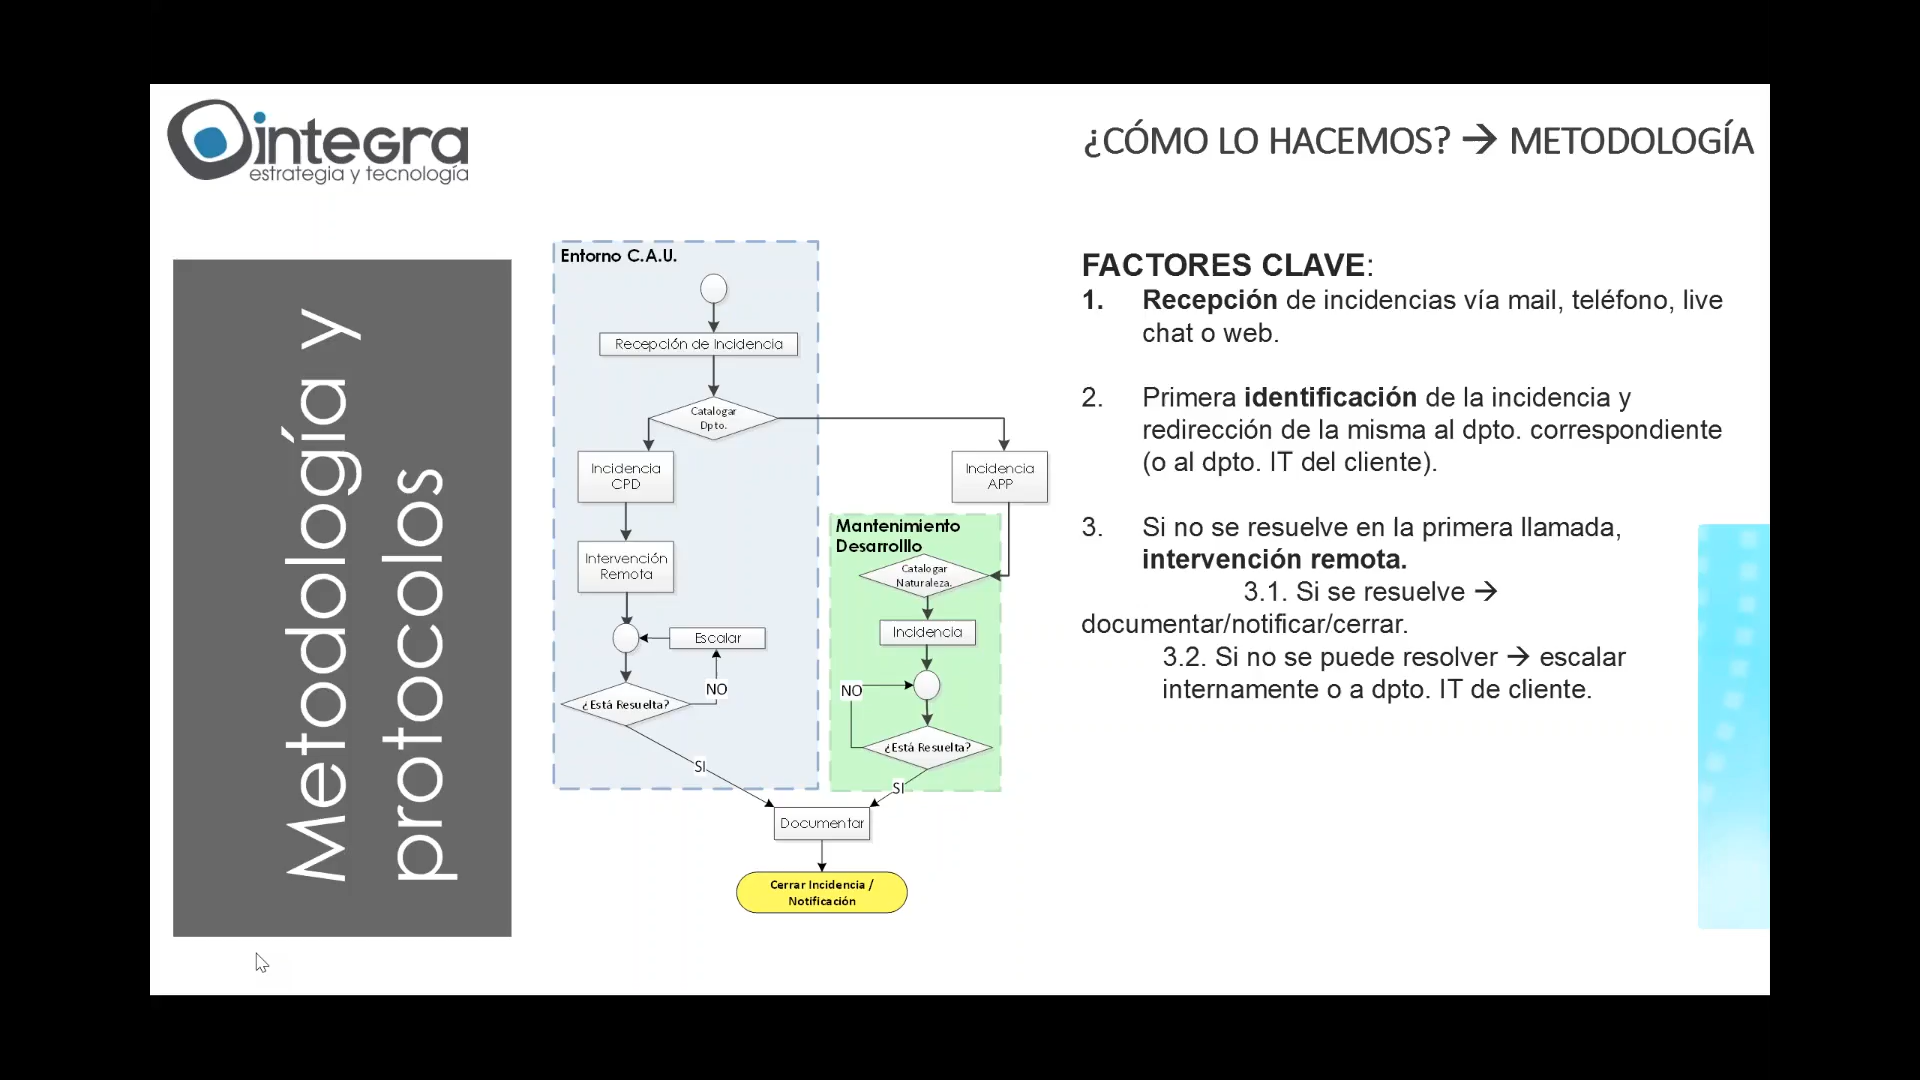 integra
estrategia y tecnología
¿CÓMO LO HACEMOS? → METODOLOGÍA
Metodología y
protocolos
Entorno C.A.U.
Recepción de Incidencia
Catalogar
Dpto.
Incidencia
CPD
Incidencia
APP
Intervención
Remota
Escalar
NO
¿Está Resuelta?
SI
Mantenimiento
Desarrolllo
Catalogar
Naturaleza.
Incidencia
NO
¿Está Resuelta?
SI
Documentar
Cerrar Incidencia /
Notificación
FACTORES CLAVE:
1. Recepción de incidencias vía mail, teléfono, live
chat o web.
2. Primera identificación de la incidencia y
redirección de la misma al dpto. correspondiente
(o al dpto. IT del cliente).
3. Si no se resuelve en la primera llamada,
intervención remota.
3.1. Si se resuelve →
documentar/notificar/cerrar.
3.2. Si no se puede resolver → escalar
internamente o a dpto. IT de cliente.